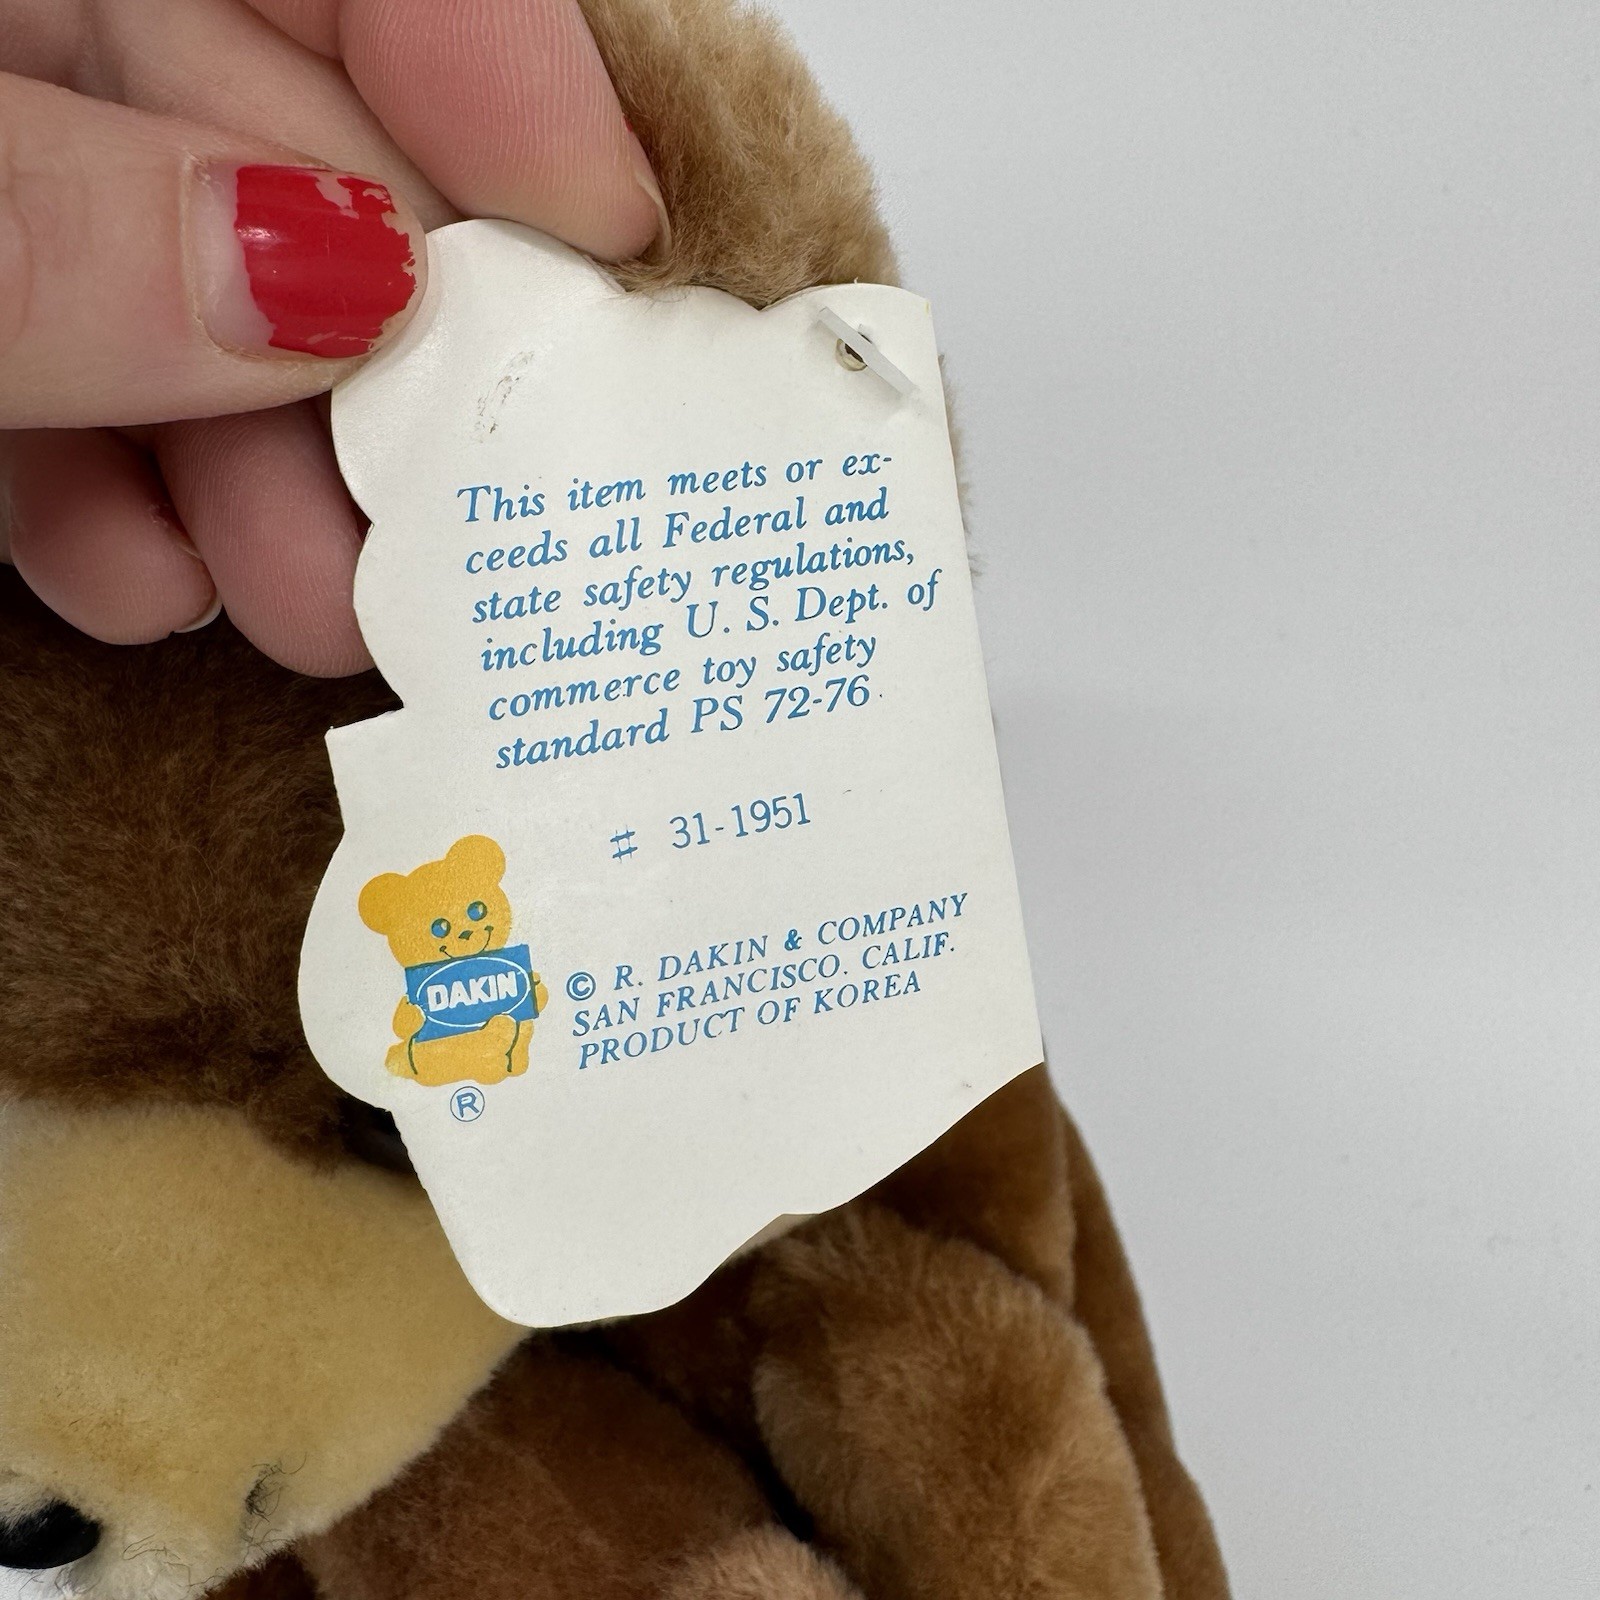 This item meets or ex-
ceeds all Federal and
state safety regulations,
including U. S. Dept. of
commerce toy safety
standard PS 72-76.
# 31-1951
DAKIN
®
© R. DAKIN & COMPANY
SAN FRANCISCO. CALIF.
PRODUCT OF KOREA